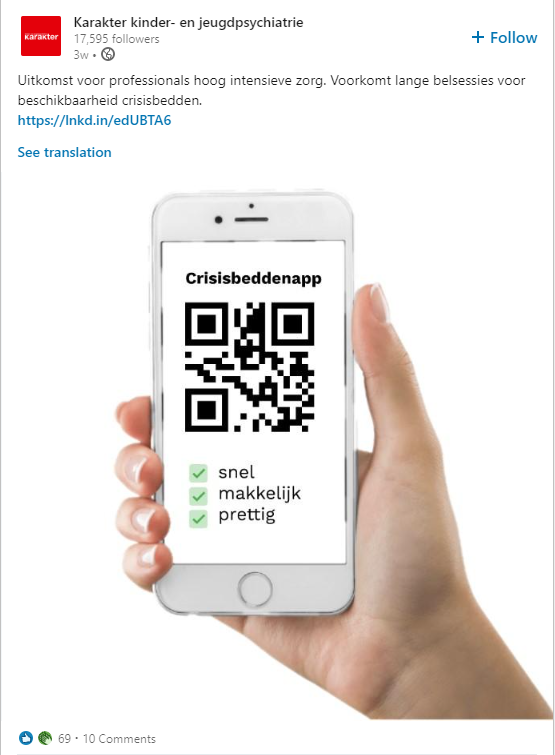 karakter
Karakter kinder- en jeugdpsychiatrie
17,595 followers
3w •
+ Follow
Uitkomst voor professionals hoog intensieve zorg. Voorkomt lange belsessies voor
beschikbaarheid crisisbedden.
https://lnkd.in/edUBTA6
See translation
Crisisbeddenapp
snel
makkelijk
prettig
69 • 10 Comments